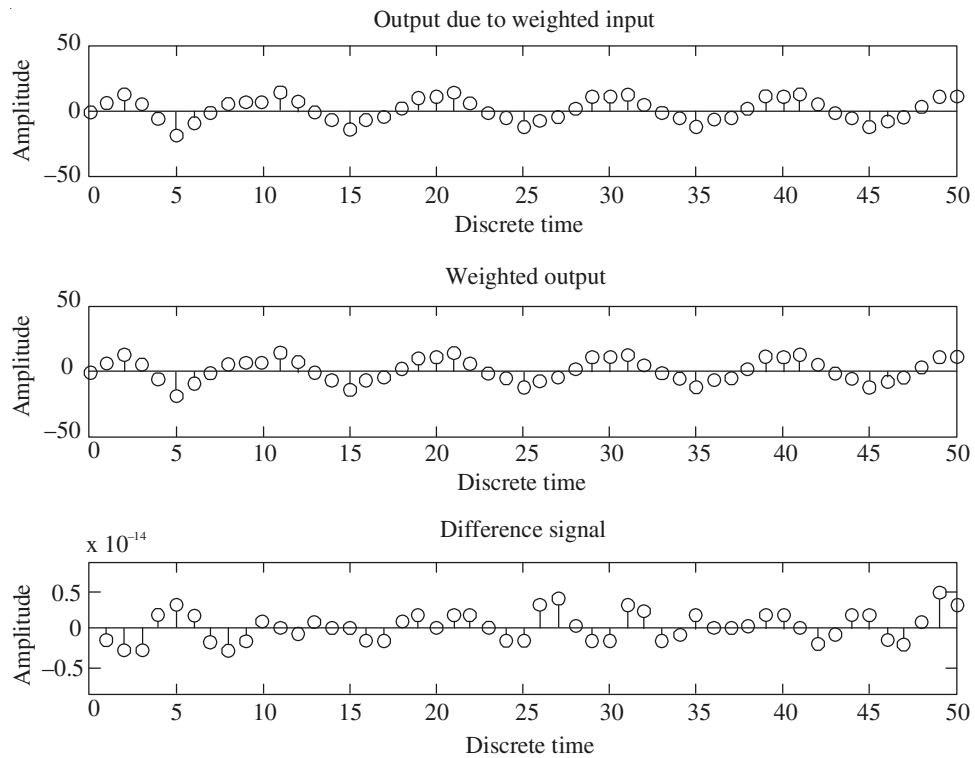 Output due to weighted input
50
0
–50
Amplitude
0 5 10 15 20 25 30 35 40 45 50
Discrete time
Weighted output
50
0
–50
Amplitude
0 5 10 15 20 25 30 35 40 45 50
Discrete time
Difference signal
x 10–14
0.5
0
–0.5
Amplitude
0 5 10 15 20 25 30 35 40 45 50
Discrete time